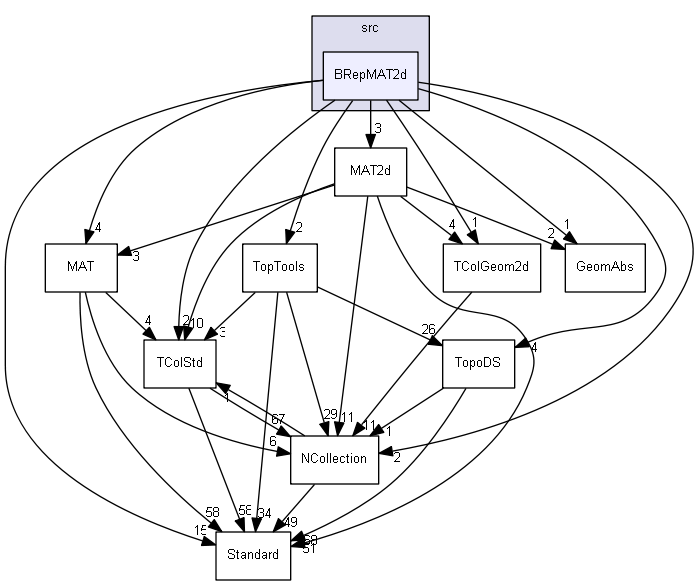 src
BRepMAT2d
3
MAT2d
4
3
2
4
1
2
1
MAT
TopTools
TColGeom2d
GeomAbs
4
2
10
3
26
4
TColStd
TopoDS
1
67
6
29
11
11
1
2
NCollection
15
58
56
34
49
51
Standard